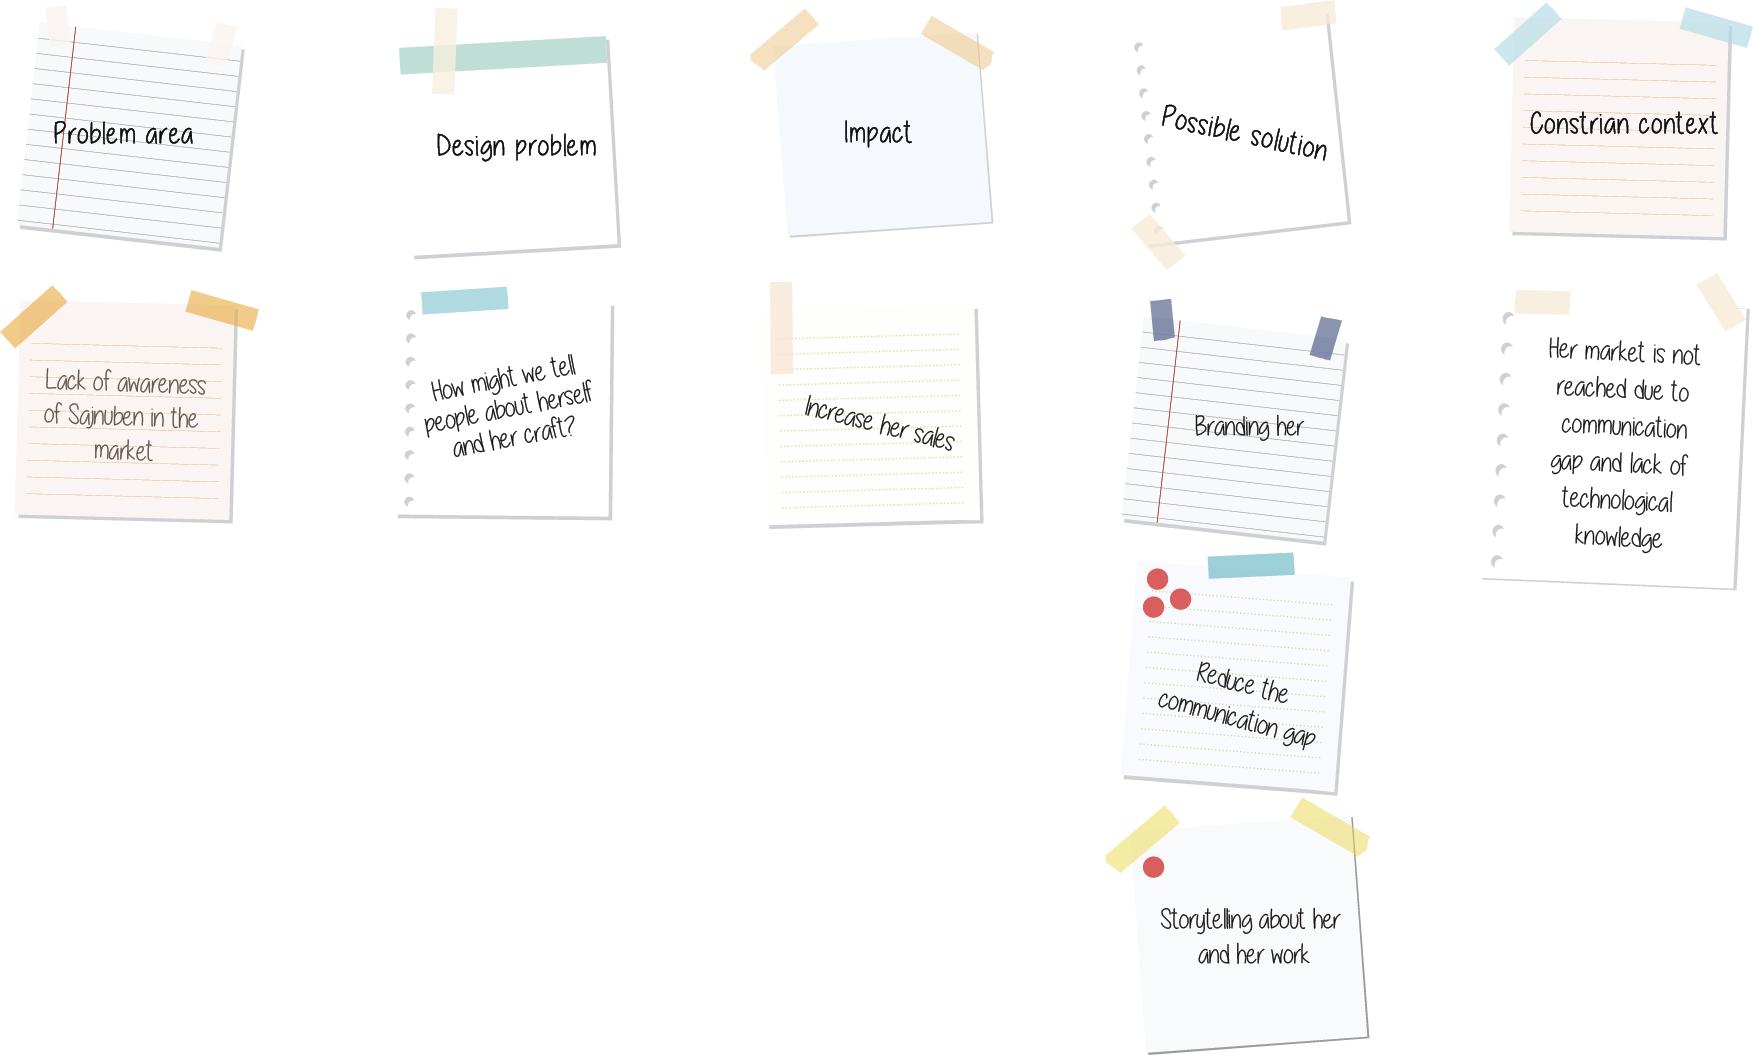 Problem area
Design problem
Impact
Possible solution
Constrian context
Lack of awareness
of Sajnuben in the
market
How might we tell
people about herself
and her craft?
Increase her sales
Branding her
Her market is not
reached due to
communication
gap and lack of
technological
knowledge
Reduce the
communication gap
Storytelling about her
and her work